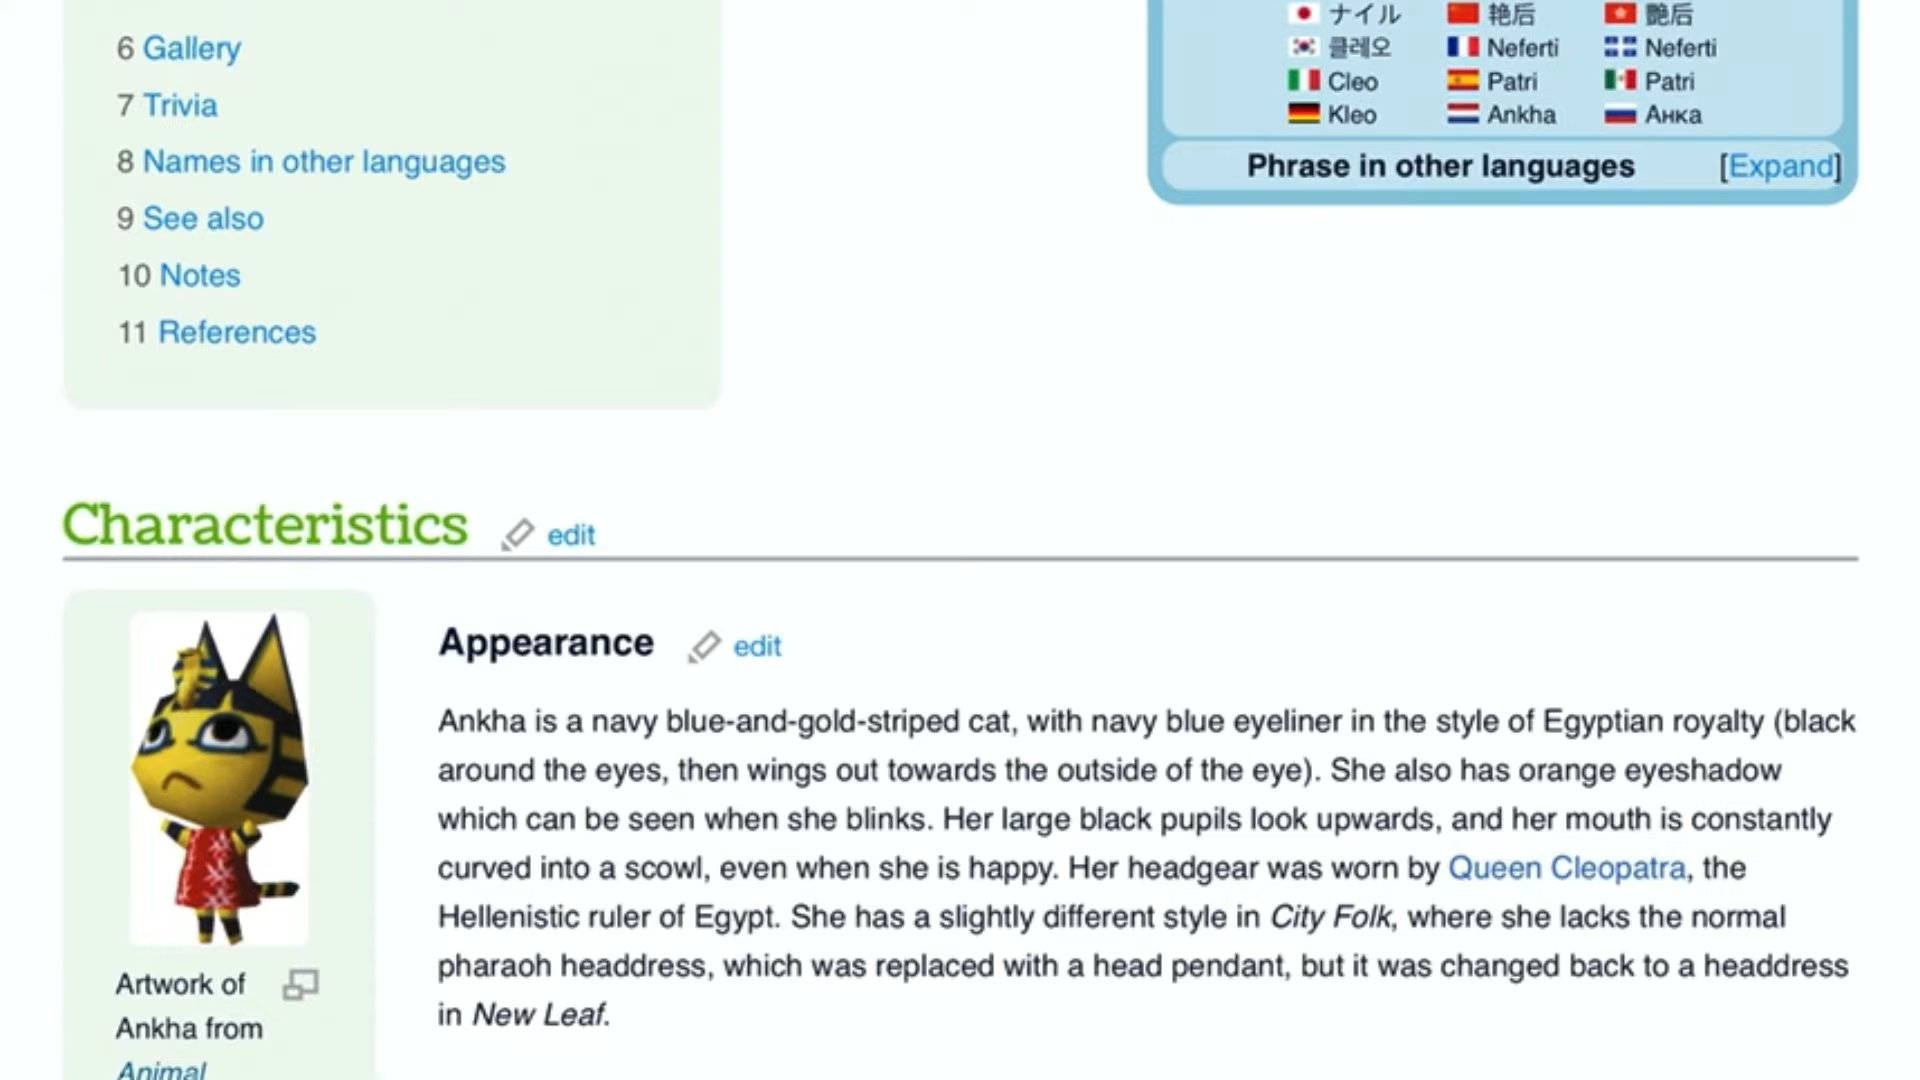 6 Gallery
7 Trivia
8 Names in other languages
9 See also
10 Notes
11 References
ナイル 艳后 艷后
클레오 Neferti Neferti
Cleo Patri Patri
Kleo Ankha Анка
Phrase in other languages [Expand]
Characteristics edit
Artwork of
Ankha from
Animal
Appearance edit
Ankha is a navy blue-and-gold-striped cat, with navy blue eyeliner in the style of Egyptian royalty (black
around the eyes, then wings out towards the outside of the eye). She also has orange eyeshadow
which can be seen when she blinks. Her large black pupils look upwards, and her mouth is constantly
curved into a scowl, even when she is happy. Her headgear was worn by Queen Cleopatra, the
Hellenistic ruler of Egypt. She has a slightly different style in City Folk, where she lacks the normal
pharaoh headdress, which was replaced with a head pendant, but it was changed back to a headdress
in New Leaf.